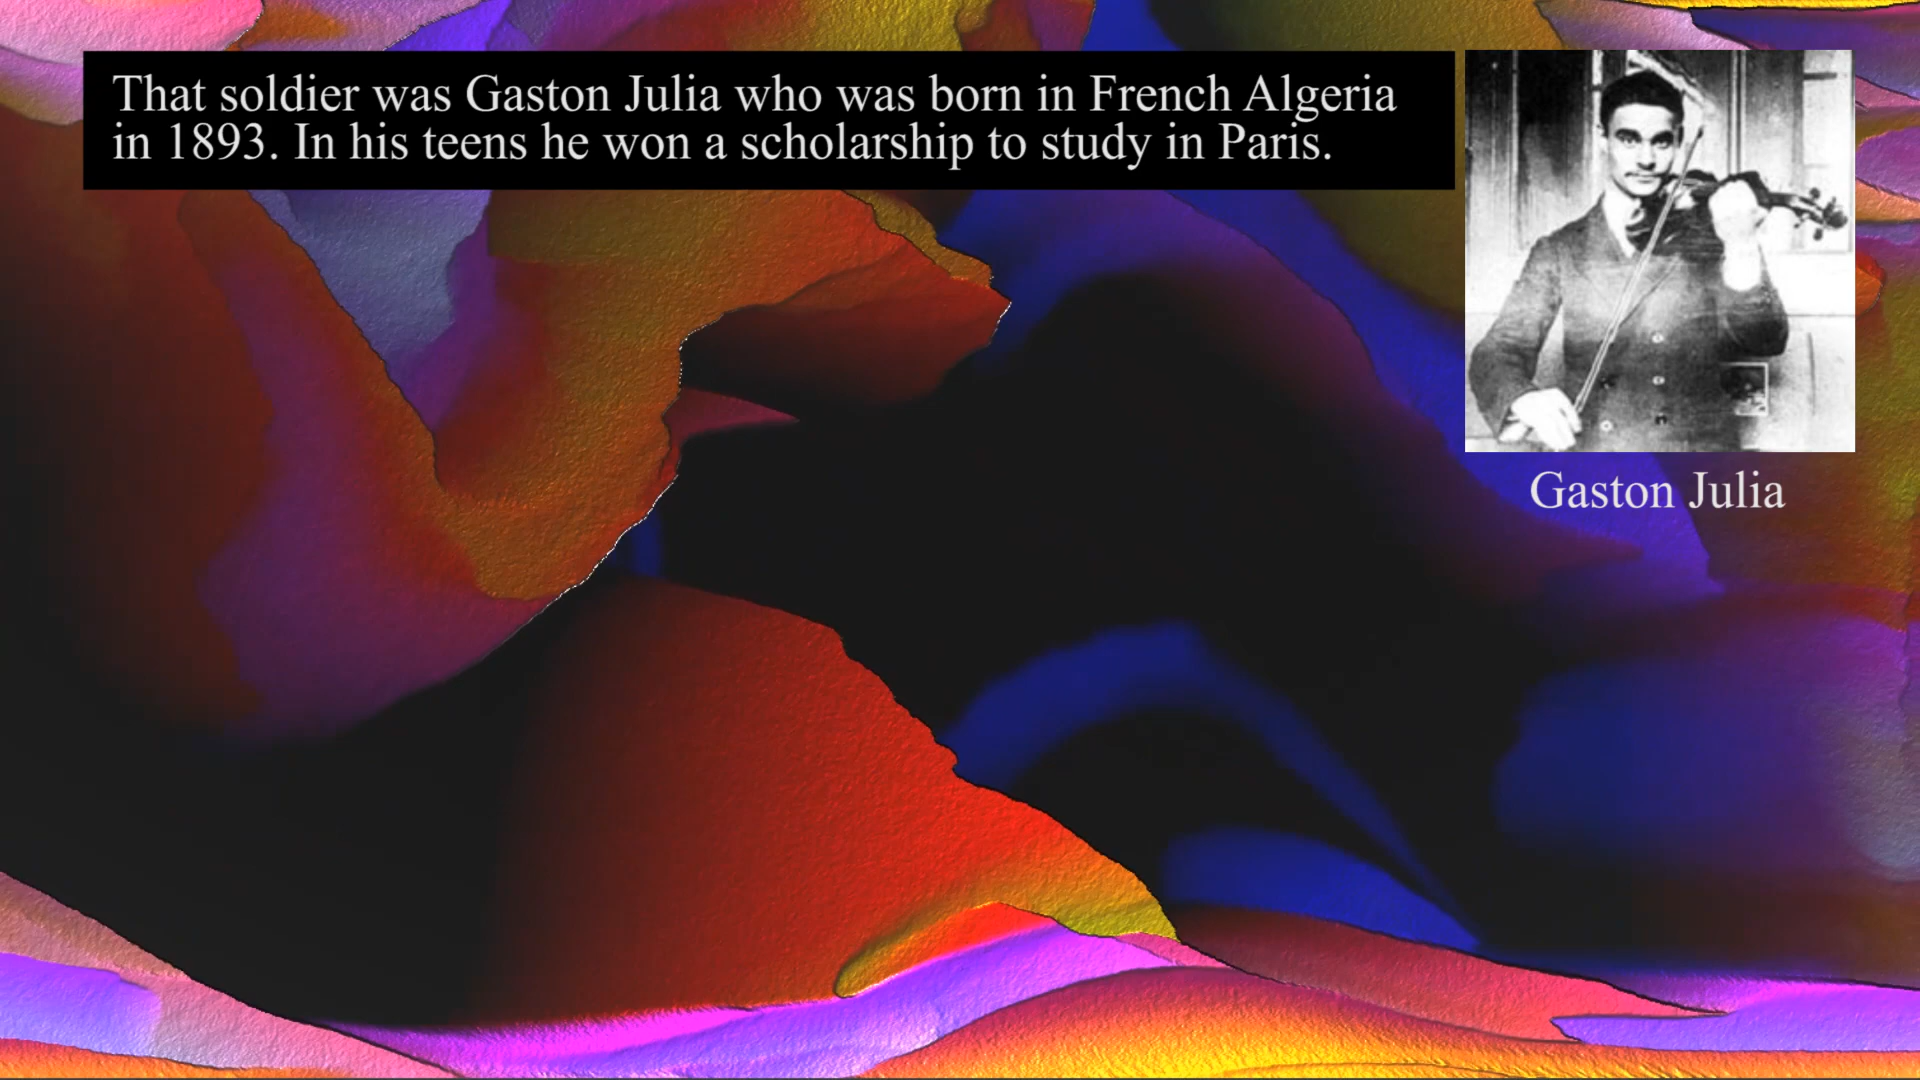 That soldier was Gaston Julia who was born in French Algeria
in 1893. In his teens he won a scholarship to study in Paris.
Gaston Julia